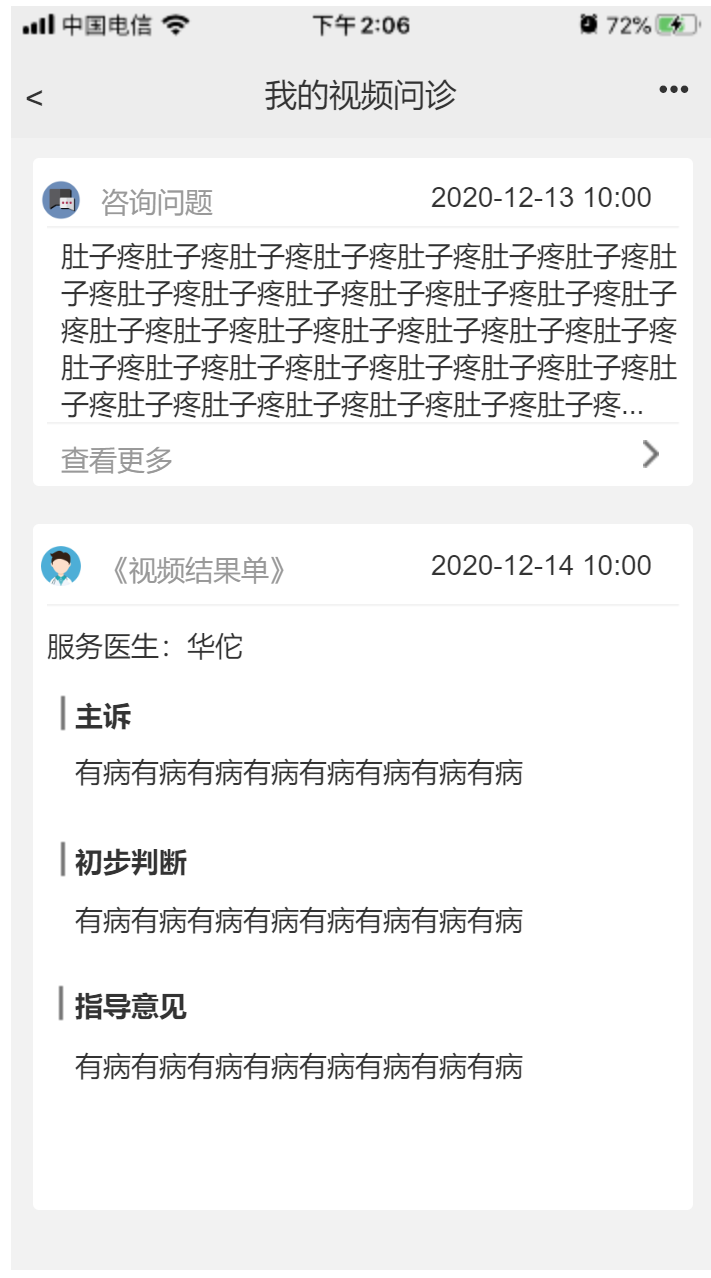 中国电信 下午2:06 72%
< 我的视频问诊 •••
咨询问题 2020-12-13 10:00
肚子疼肚子疼肚子疼肚子疼肚子疼肚子疼肚子疼肚
子疼肚子疼肚子疼肚子疼肚子疼肚子疼肚子疼肚子
疼肚子疼肚子疼肚子疼肚子疼肚子疼肚子疼肚子疼
肚子疼肚子疼肚子疼肚子疼肚子疼肚子疼肚子疼肚
子疼肚子疼肚子疼肚子疼肚子疼肚子疼肚子疼...
查看更多
《视频结果单》 2020-12-14 10:00
服务医生：华佗
主诉
有病有病有病有病有病有病有病有病
初步判断
有病有病有病有病有病有病有病有病
指导意见
有病有病有病有病有病有病有病有病